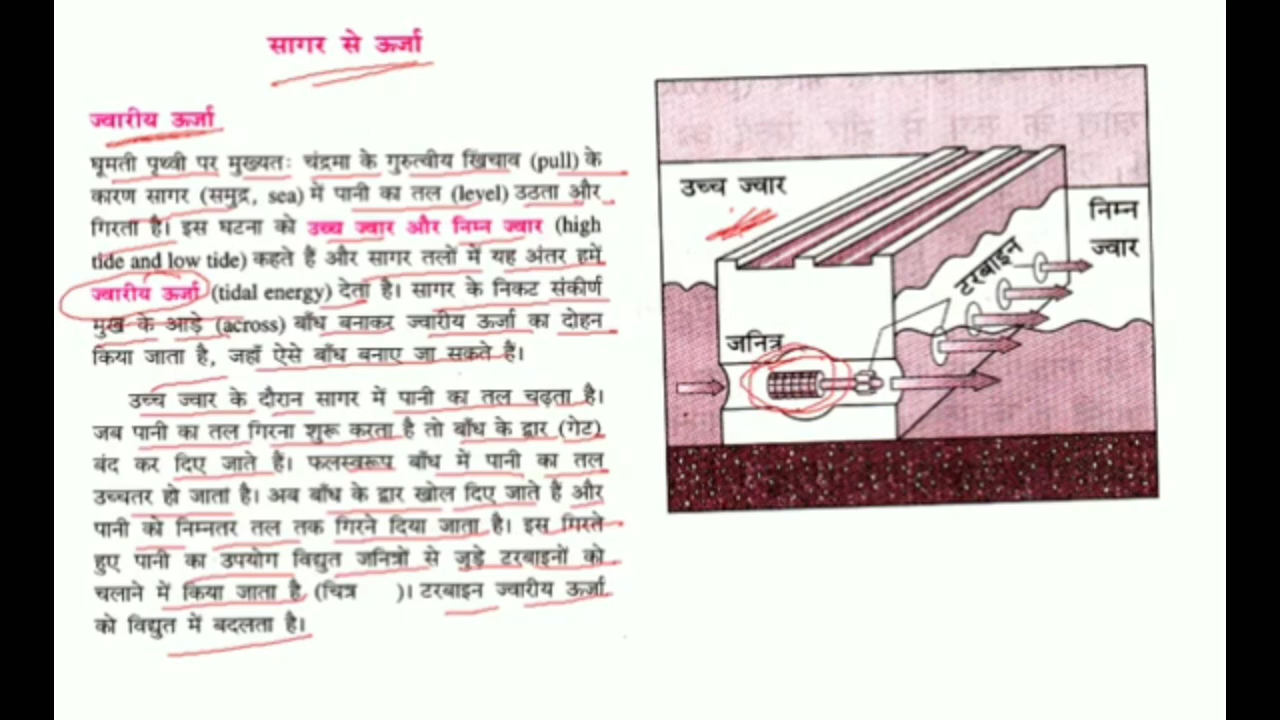 सागर से ऊर्जा
ज्वारीय ऊर्जा
घूमती पृथ्वी पर मुख्यतः चंद्रमा के गुरुत्वीय खिंचाव (pull) के
कारण सागर (समुद्र, sea) में पानी का तल (level) उठता और
गिरता है। इस घटना को उच्च ज्वार और निम्न ज्वार (high
tide and low tide) कहते हैं और सागर तलों में यह अंतर हमें
ज्वारीय ऊर्जा (tidal energy) देता है। सागर के निकट संकीर्ण
मुख के आड़े (across) बाँध बनाकर ज्वारीय ऊर्जा का दोहन
किया जाता है, जहाँ ऐसे बाँध बनाए जा सकते हैं।
उच्च ज्वार के दौरान सागर में पानी का तल चढ़ता है।
जब पानी का तल गिरना शुरू करता है तो बाँध के द्वार (गेट)
बंद कर दिए जाते हैं। फलस्वरूप बाँध में पानी का तल
उच्चतर हो जाता है। अब बाँध के द्वार खोल दिए जाते हैं और
पानी को निम्नतर तल तक गिरने दिया जाता है। इस गिरते
हुए पानी का उपयोग विद्युत जनित्रों से जुड़े टरबाइनों को
चलाने में किया जाता है (चित्र )। टरबाइन ज्वारीय ऊर्जा
को विद्युत में बदलता है।
उच्च ज्वार
निम्न
ज्वार
टरबाइन
जनित्र